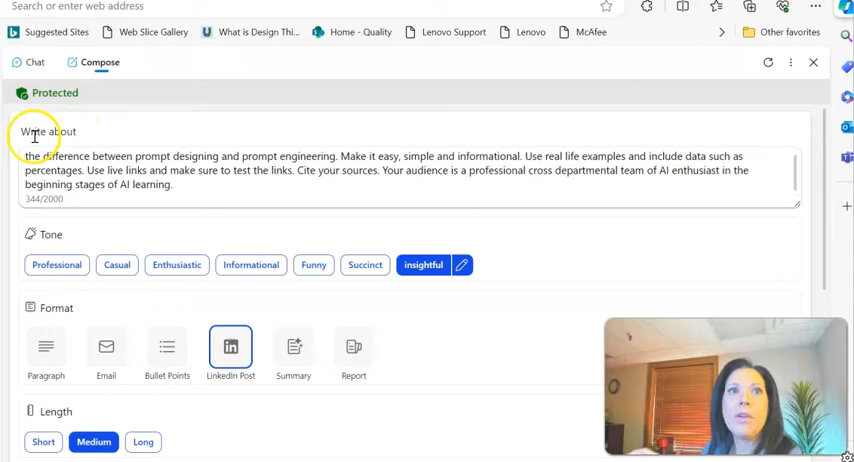 Search or enter web address
Suggested Sites Web Slice Gallery What is Design Thi... Home - Quality Lenovo Support Lenovo McAfee Other favorites
Chat Compose
Protected
Write about
the difference between prompt designing and prompt engineering. Make it easy, simple and informational. Use real life examples and include data such as
percentages. Use live links and make sure to test the links. Cite your sources. Your audience is a professional cross departmental team of AI enthusiast in the
beginning stages of AI learning.
344/2000
Tone
Professional Casual Enthusiastic Informational Funny Succinct insightful
Format
Paragraph Email Bullet Points LinkedIn Post Summary Report
Length
Short Medium Long